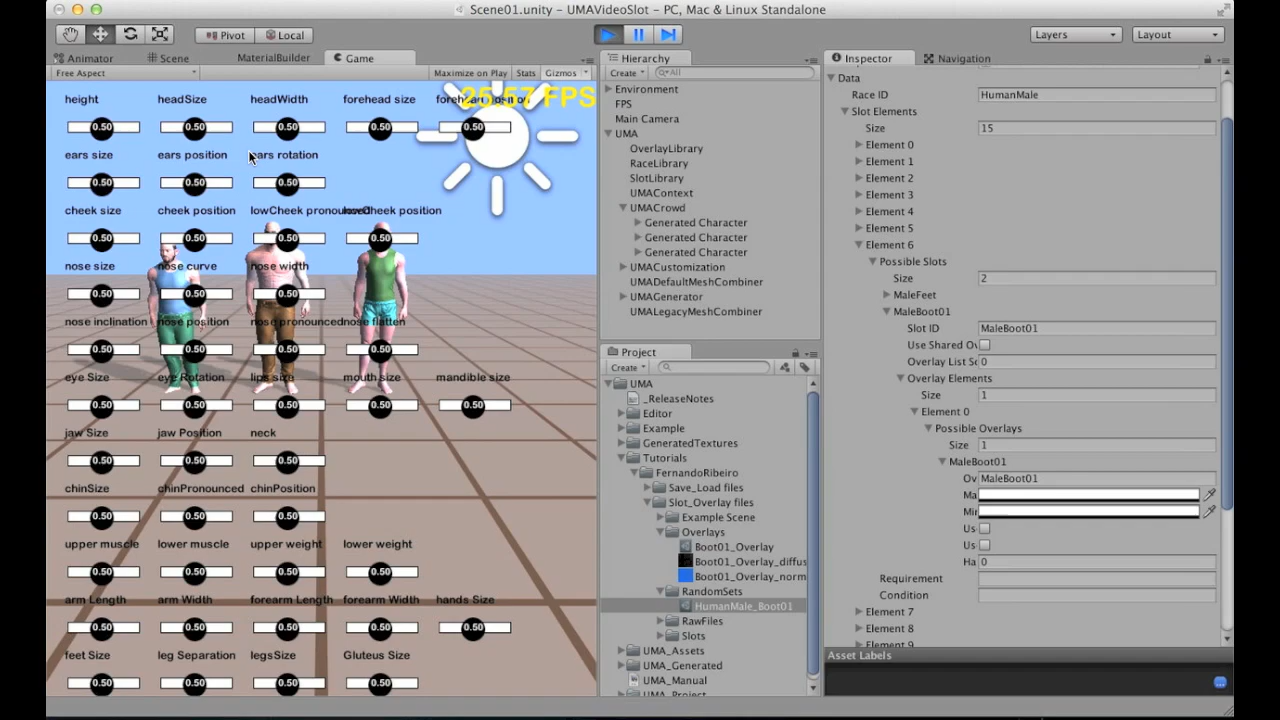 Scene01.unity - UMAVideoSlot - PC, Mac & Linux Standalone
Pivot Local Layers Layout
Animator Scene MaterialBuilder Game
Free Aspect Maximize on Play Stats Gizmos
height headSize headWidth forehead size
25.57 FPS
0.50 0.50 0.50 0.50 0.50
ears size ears position ears rotation
0.50 0.50 0.50
cheek size cheek position lowCheek pronounced lowCheek position
0.50 0.50 0.50 0.50
nose size nose curve nose width
0.50 0.50 0.50
nose inclination nose position nose pronounced nose flatten
0.50 0.50 0.50 0.50
eye Size eye Rotation lips size mouth size mandible size
0.50 0.50 0.50 0.50 0.50
jaw Size jaw Position neck
0.50 0.50 0.50
chinSize chinPronounced chinPosition
0.50 0.50 0.50
upper muscle lower muscle upper weight lower weight
0.50 0.50 0.50 0.50
arm Length arm Width forearm Length forearm Width hands Size
0.50 0.50 0.50 0.50 0.50
feet Size leg Separation legsSize Gluteus Size
0.50 0.50 0.50 0.50
Hierarchy
Create All
Environment
FPS
Main Camera
UMA
OverlayLibrary
RaceLibrary
SlotLibrary
UMAContext
UMACrowd
Generated Character
Generated Character
Generated Character
UMACustomization
UMADefaultMeshCombiner
UMAGenerator
UMALegacyMeshCombiner
Project
Create
UMA
_ReleaseNotes
Editor
Example
GeneratedTextures
Tutorials
FernandoRibeiro
Save_Load files
Slot_Overlay files
Example Scene
Overlays
Boot01_Overlay
Boot01_Overlay_diffus
Boot01_Overlay_norm
RandomSets
HumanMale_Boot01
RawFiles
Slots
UMA_Assets
UMA_Generated
UMA_Manual
UMA_Project
Inspector Navigation
Data
Race ID HumanMale
Slot Elements
Size 15
Element 0
Element 1
Element 2
Element 3
Element 4
Element 5
Element 6
Possible Slots
Size 2
MaleFeet
MaleBoot01
Slot ID MaleBoot01
Use Shared Ov
Overlay List Sc 0
Overlay Elements
Size 1
Element 0
Possible Overlays
Size 1
MaleBoot01
Ov MaleBoot01
Ma
Min
Us
Us
Ha 0
Requirement
Condition
Element 7
Element 8
Element 9
Asset Labels